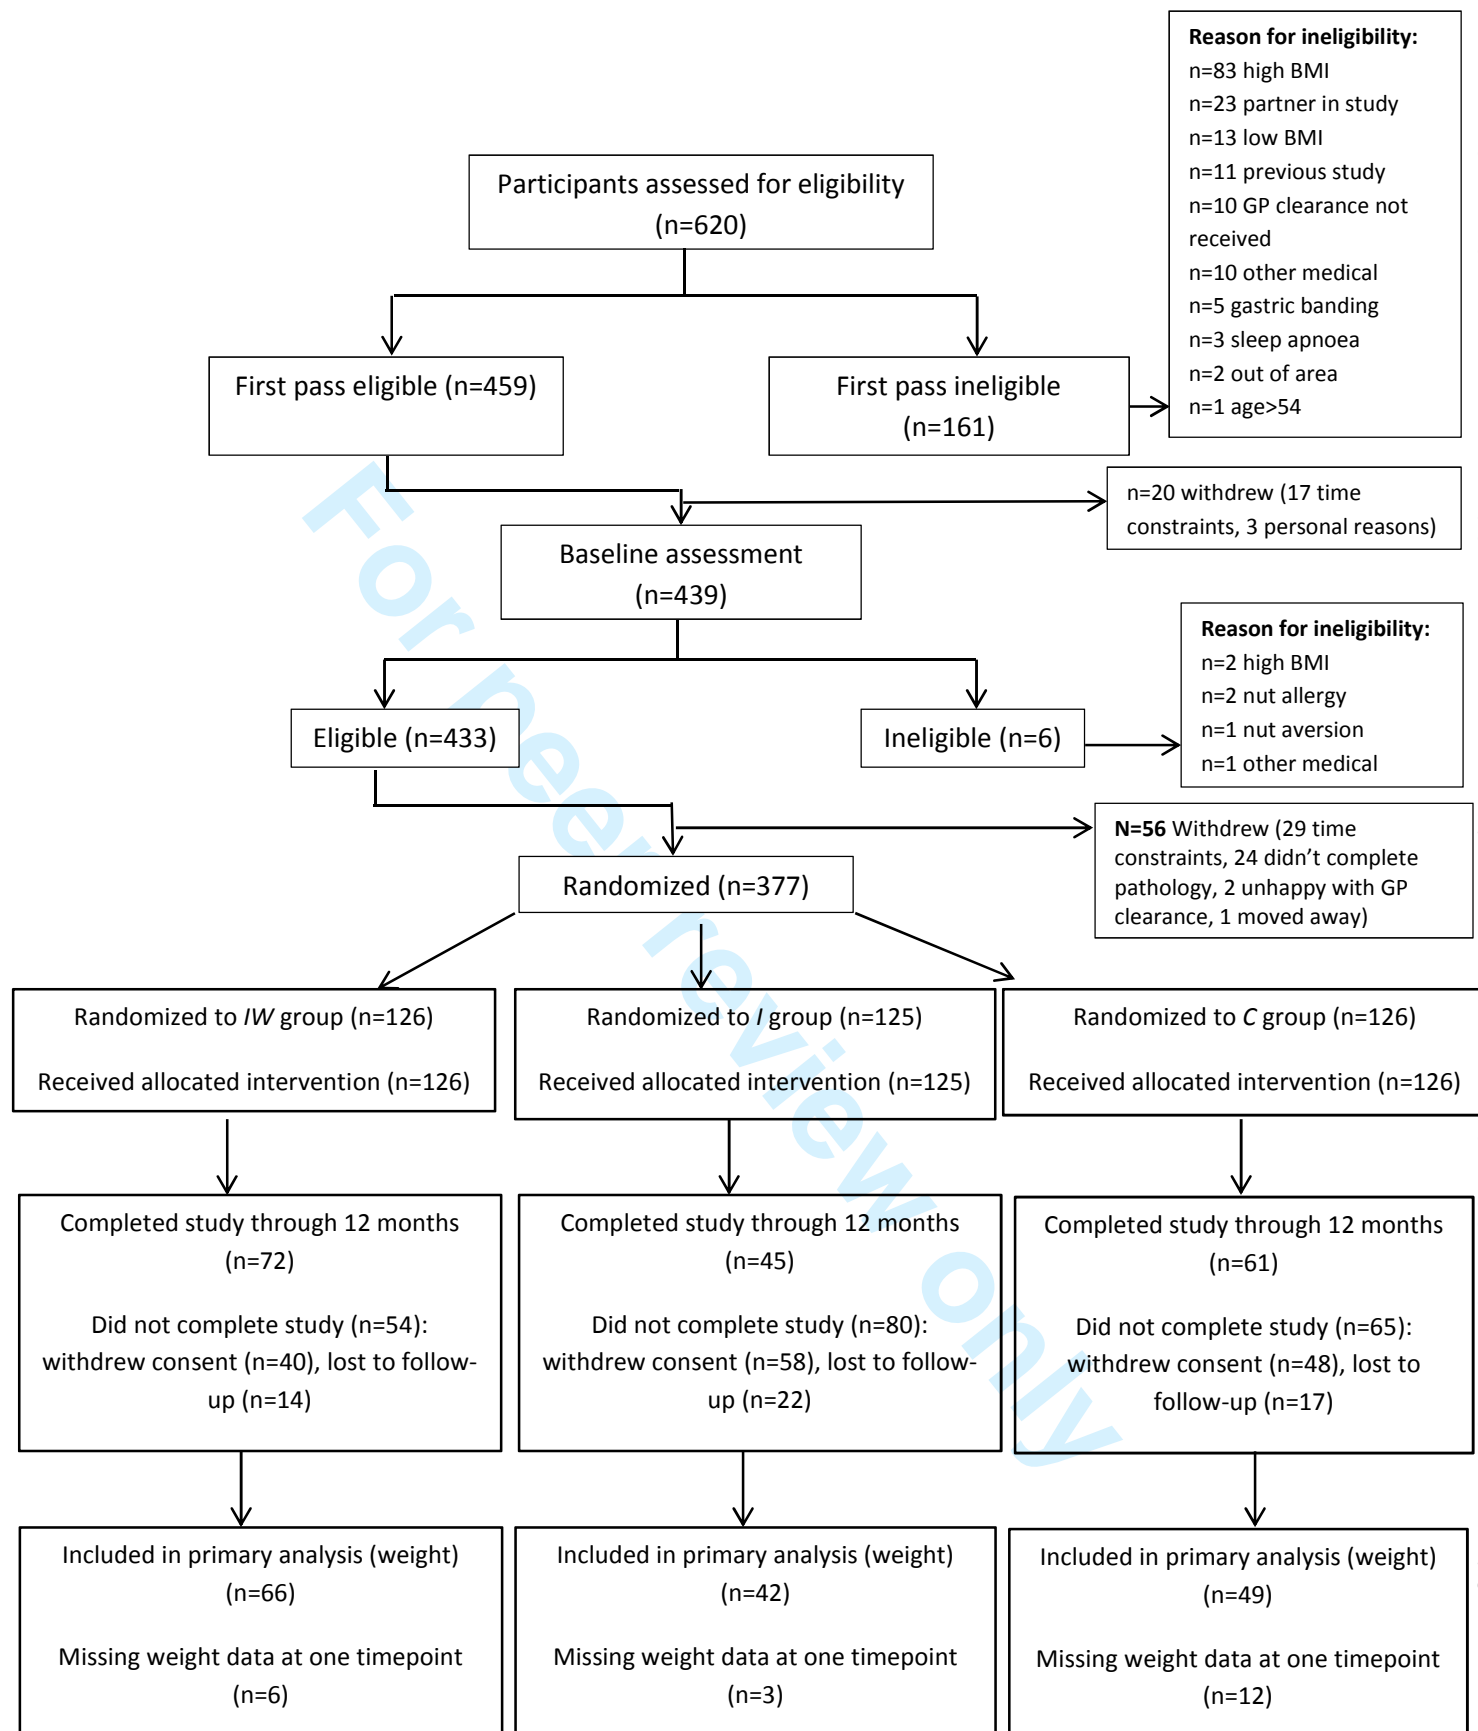 Reason for ineligibility:
n=83 high BMI
n=23 partner in study
n=13 low BMI
n=11 previous study
n=10 GP clearance not
received
n=10 other medical
n=5 gastric banding
n=3 sleep apnoea
n=2 out of area
n=1 age>54
Participants assessed for eligibility
(n=620)
First pass eligible (n=459)
First pass ineligible
(n=161)
n=20 withdrew (17 time
constraints, 3 personal reasons)
Baseline assessment
(n=439)
Reason for ineligibility:
n=2 high BMI
n=2 nut allergy
n=1 nut aversion
n=1 other medical
Eligible (n=433)
Ineligible (n=6)
N=56 Withdrew (29 time
constraints, 24 didn’t complete
pathology, 2 unhappy with GP
clearance, 1 moved away)
Randomized (n=377)
Randomized to IW group (n=126)
Received allocated intervention (n=126)
Randomized to I group (n=125)
Received allocated intervention (n=125)
Randomized to C group (n=126)
Received allocated intervention (n=126)
Completed study through 12 months
(n=72)
Did not complete study (n=54):
withdrew consent (n=40), lost to follow-
up (n=14)
Completed study through 12 months
(n=45)
Did not complete study (n=80):
withdrew consent (n=58), lost to follow-
up (n=22)
Completed study through 12 months
(n=61)
Did not complete study (n=65):
withdrew consent (n=48), lost to
follow-up (n=17)
Included in primary analysis (weight)
(n=66)
Missing weight data at one timepoint
(n=6)
Included in primary analysis (weight)
(n=42)
Missing weight data at one timepoint
(n=3)
Included in primary analysis (weight)
(n=49)
Missing weight data at one timepoint
(n=12)
For peer review only